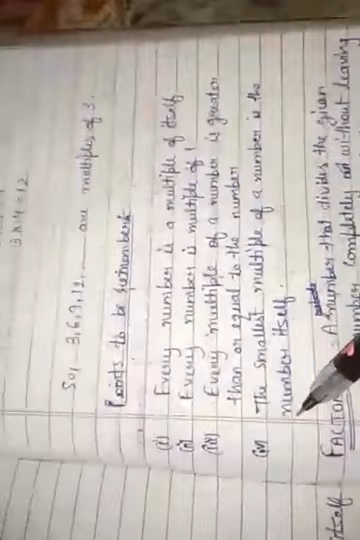 3×4=12
So, 3,6,9,12, ... are multiples of 3.
Points to be remembered
(i) Every number is a multiple of itself
(ii) Every number is multiple of 1
(iii) Every multiple of a number is greater
than or equal to the number
(iv) The smallest multiple of a number is the
number itself.
A number that divides the given
number completely without leaving
itself